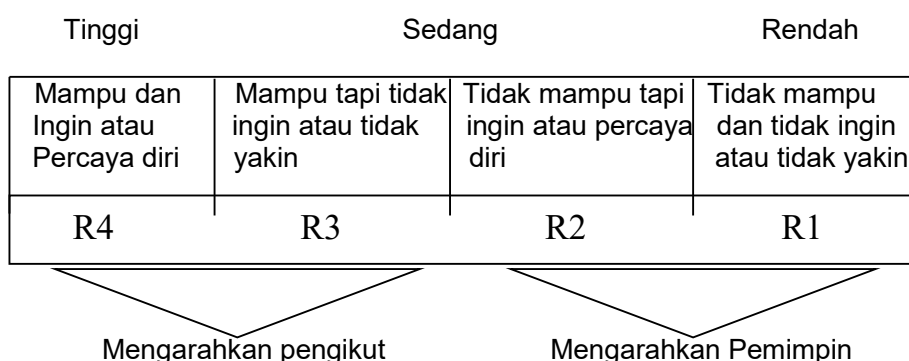 Tinggi Sedang Rendah
Mampu dan
Ingin atau
Percaya diri
Mampu tapi tidak
ingin atau tidak
yakin
Tidak mampu tapi
ingin atau percaya
diri
Tidak mampu
dan tidak ingin
atau tidak yakin
R4 R3 R2 R1
Mengarahkan pengikut Mengarahkan Pemimpin